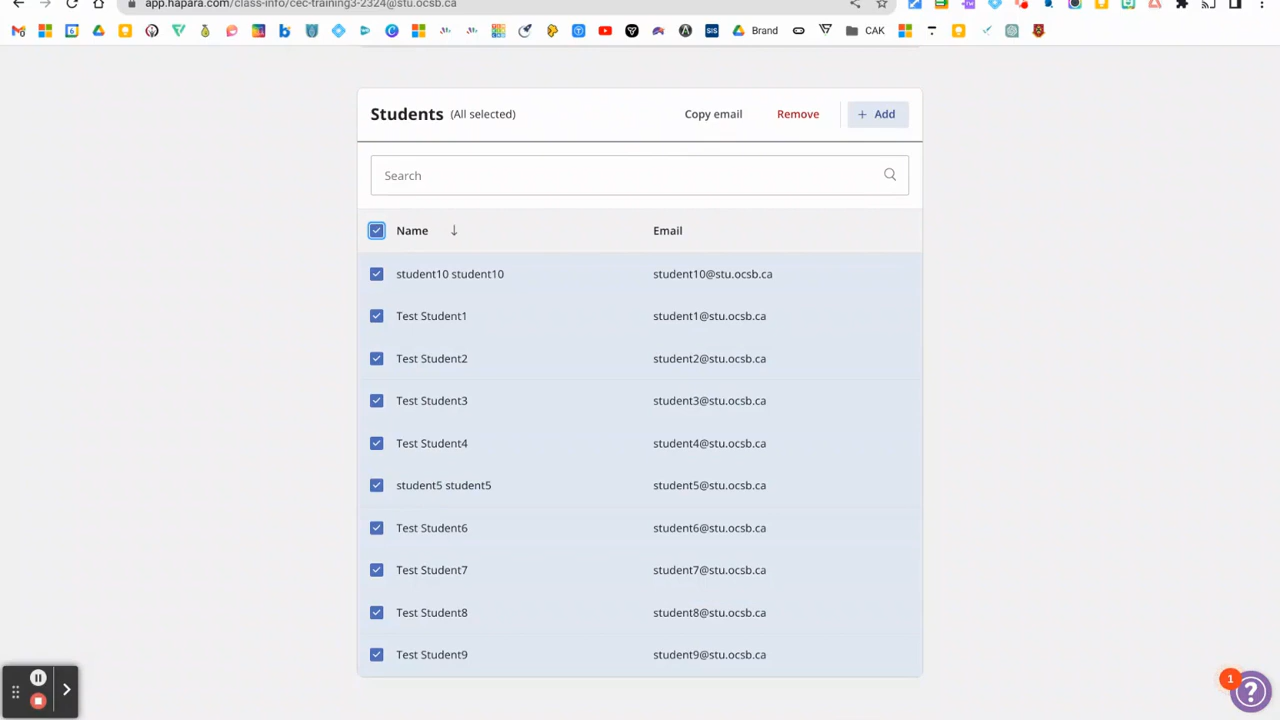 app.hapara.com/class-info/cec-training3-2324@stu.ocsb.ca
Brand
CAK
Students (All selected) Copy email Remove + Add
Search
Name ↓ Email
student10 student10 student10@stu.ocsb.ca
Test Student1 student1@stu.ocsb.ca
Test Student2 student2@stu.ocsb.ca
Test Student3 student3@stu.ocsb.ca
Test Student4 student4@stu.ocsb.ca
student5 student5 student5@stu.ocsb.ca
Test Student6 student6@stu.ocsb.ca
Test Student7 student7@stu.ocsb.ca
Test Student8 student8@stu.ocsb.ca
Test Student9 student9@stu.ocsb.ca
1
?